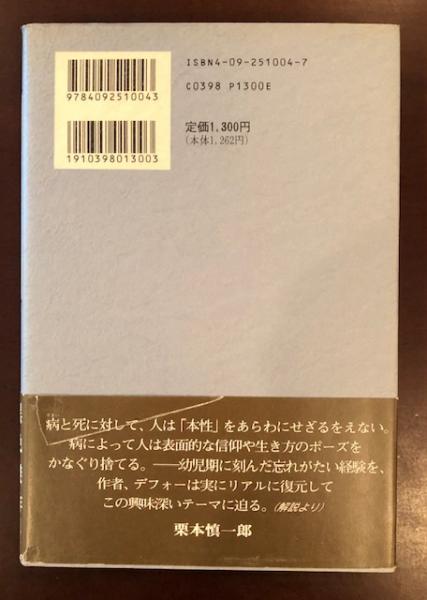 ISBN4-09-251004-7
C0398 P1300E
9784092510043
定価1,300円
(本体1,262円)
1910398013003
病と死に対して、人は「本性」をあらわにせざるをえない。
病によって人は表面的な信仰や生き方のポーズを
かなぐり捨てる。──幼児期に刻んだ忘れがたい経験を、
作者、デフォーは実にリアルに復元して
この興味深いテーマに迫る。(解説より)
栗本慎一郎